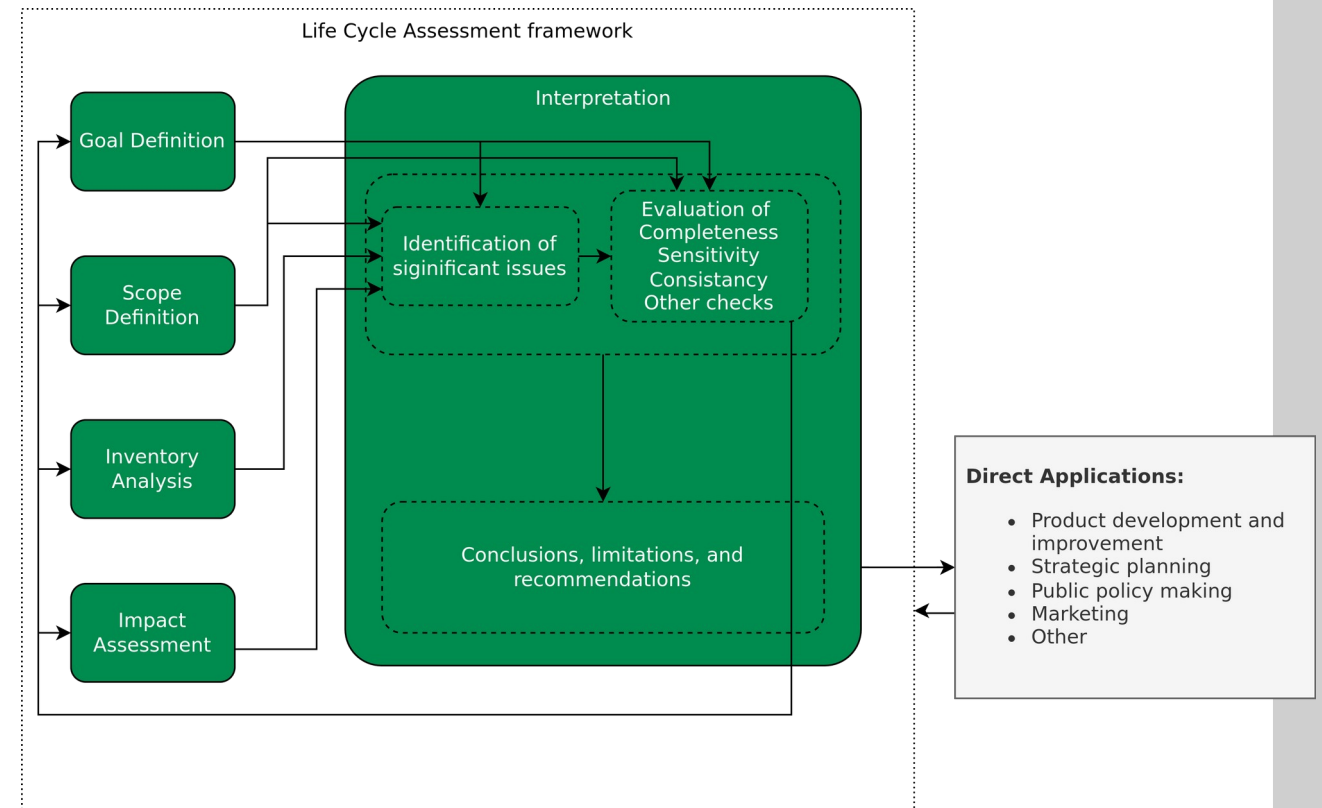 Life Cycle Assessment framework
Interpretation
Goal Definition
Scope
Definition
Inventory
Analysis
Impact
Assessment
Identification of
siginificant issues
Evaluation of
Completeness
Sensitivity
Consistancy
Other checks
Conclusions, limitations, and
recommendations
Direct Applications:
• Product development and
improvement
• Strategic planning
• Public policy making
• Marketing
• Other